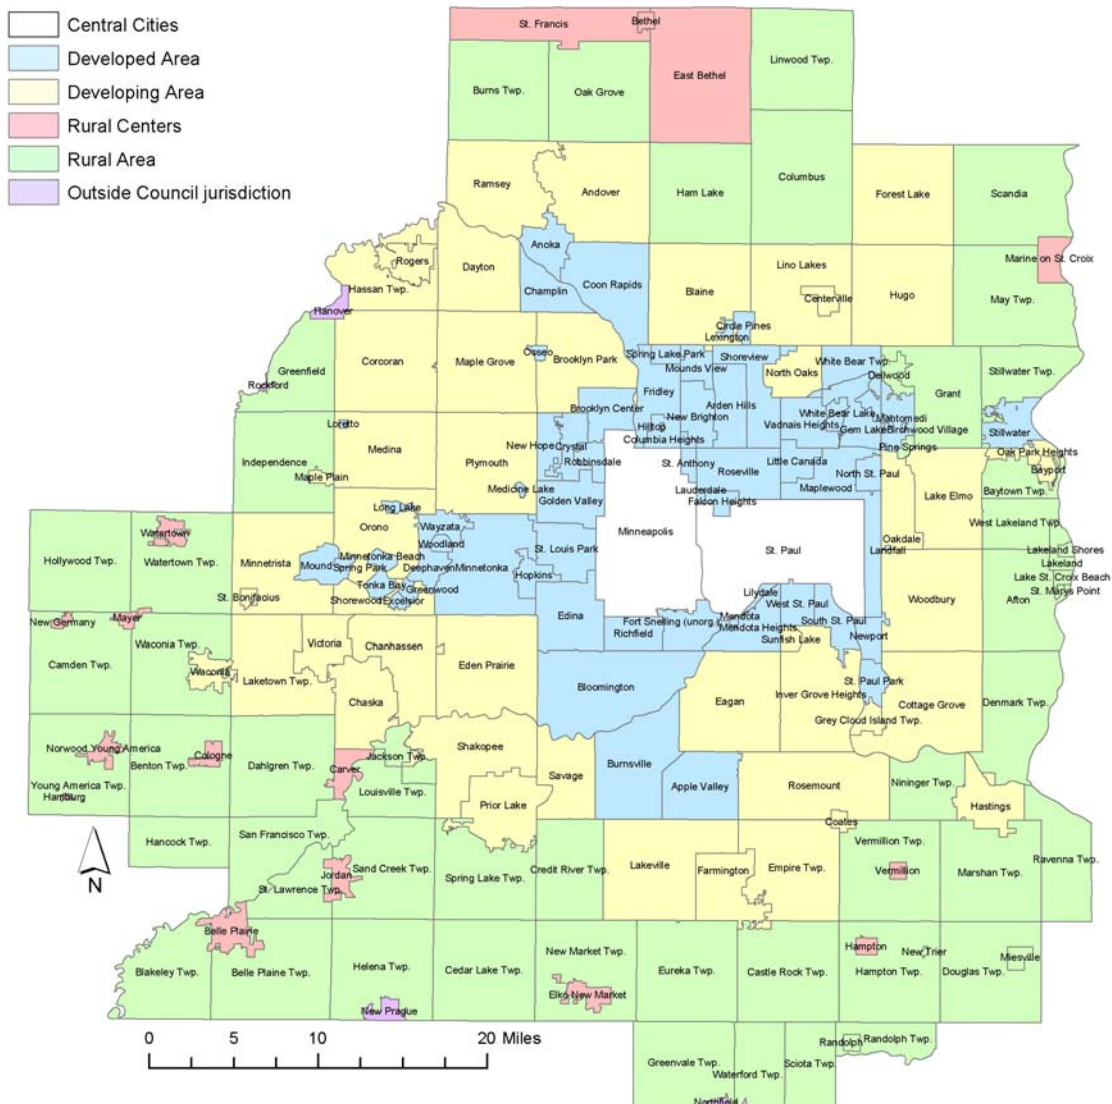 Central Cities
Developed Area
Developing Area
Rural Centers
Rural Area
Outside Council jurisdiction
St. Francis
Bethel
East Bethel
Linwood Twp.
Burns Twp.
Oak Grove
Ramsey
Andover
Ham Lake
Columbus
Forest Lake
Scandia
Anoka
Rogers
Dayton
Hassan Twp.
Champlin
Coon Rapids
Blaine
Lino Lakes
Centerville
Hugo
Marine on St. Croix
May Twp.
Hanover
Circle Pines
Lexington
Corcoran
Maple Grove
Osseo
Brooklyn Park
Spring Lake Park
Mounds View
Shoreview
North Oaks
White Bear Twp.
Dellwood
Stillwater Twp.
Greenfield
Rockford
Fridley
Grant
Brooklyn Center
New Brighton
Arden Hills
White Bear Lake
Mahtomedi
Loretto
Hilltop
Columbia Heights
Vadnais Heights
Gem Lake
Birchwood Village
Stillwater
Medina
New Hope
Crystal
Pine Springs
Oak Park Heights
Independence
Maple Plain
Plymouth
Robbinsdale
St. Anthony
Roseville
Little Canada
North St. Paul
Bayport
Medicine Lake
Golden Valley
Lauderdale
Falcon Heights
Maplewood
Lake Elmo
Baytown Twp.
Long Lake
Orono
Wayzata
Woodland
Minneapolis
St. Paul
Oakdale
Landfall
West Lakeland Twp.
Watertown
Hollywood Twp.
Watertown Twp.
Minnetrista
Mound
Minnetonka Beach
Spring Park
Deephaven
Minnetonka
St. Louis Park
Hopkins
Lakeland Shores
Lakeland
Lake St. Croix Beach
St. Marys Point
Tonka Bay
Greenwood
Shorewood
Excelsior
St. Bonifacius
Lilydale
West St. Paul
Woodbury
Afton
New Germany
Mayer
Edina
Fort Snelling (unorg.)
Richfield
Mendota
Mendota Heights
South St. Paul
Sunfish Lake
Newport
Waconia Twp.
Victoria
Chanhassen
Camden Twp.
Waconia
Laketown Twp.
Eden Prairie
Bloomington
St. Paul Park
Chaska
Eagan
Inver Grove Heights
Cottage Grove
Denmark Twp.
Grey Cloud Island Twp.
Norwood Young America
Cologne
Benton Twp.
Dahlgren Twp.
Carver
Jackson Twp.
Shakopee
Young America Twp.
Hamburg
Louisville Twp.
Savage
Burnsville
Apple Valley
Rosemount
Nininger Twp.
Prior Lake
Hastings
Coates
N
Hancock Twp.
San Francisco Twp.
Sand Creek Twp.
Jordan
St. Lawrence Twp.
Spring Lake Twp.
Credit River Twp.
Lakeville
Farmington
Empire Twp.
Vermillion Twp.
Vermillion
Marshan Twp.
Ravenna Twp.
Belle Plaine
Blakeley Twp.
Belle Plaine Twp.
Helena Twp.
Cedar Lake Twp.
New Market Twp.
Elko New Market
Eureka Twp.
Castle Rock Twp.
Hampton
Hampton Twp.
New Trier
Douglas Twp.
Miesville
New Prague
0 5 10 20 Miles
Greenvale Twp.
Waterford Twp.
Sciota Twp.
Randolph
Randolph Twp.
Northfield